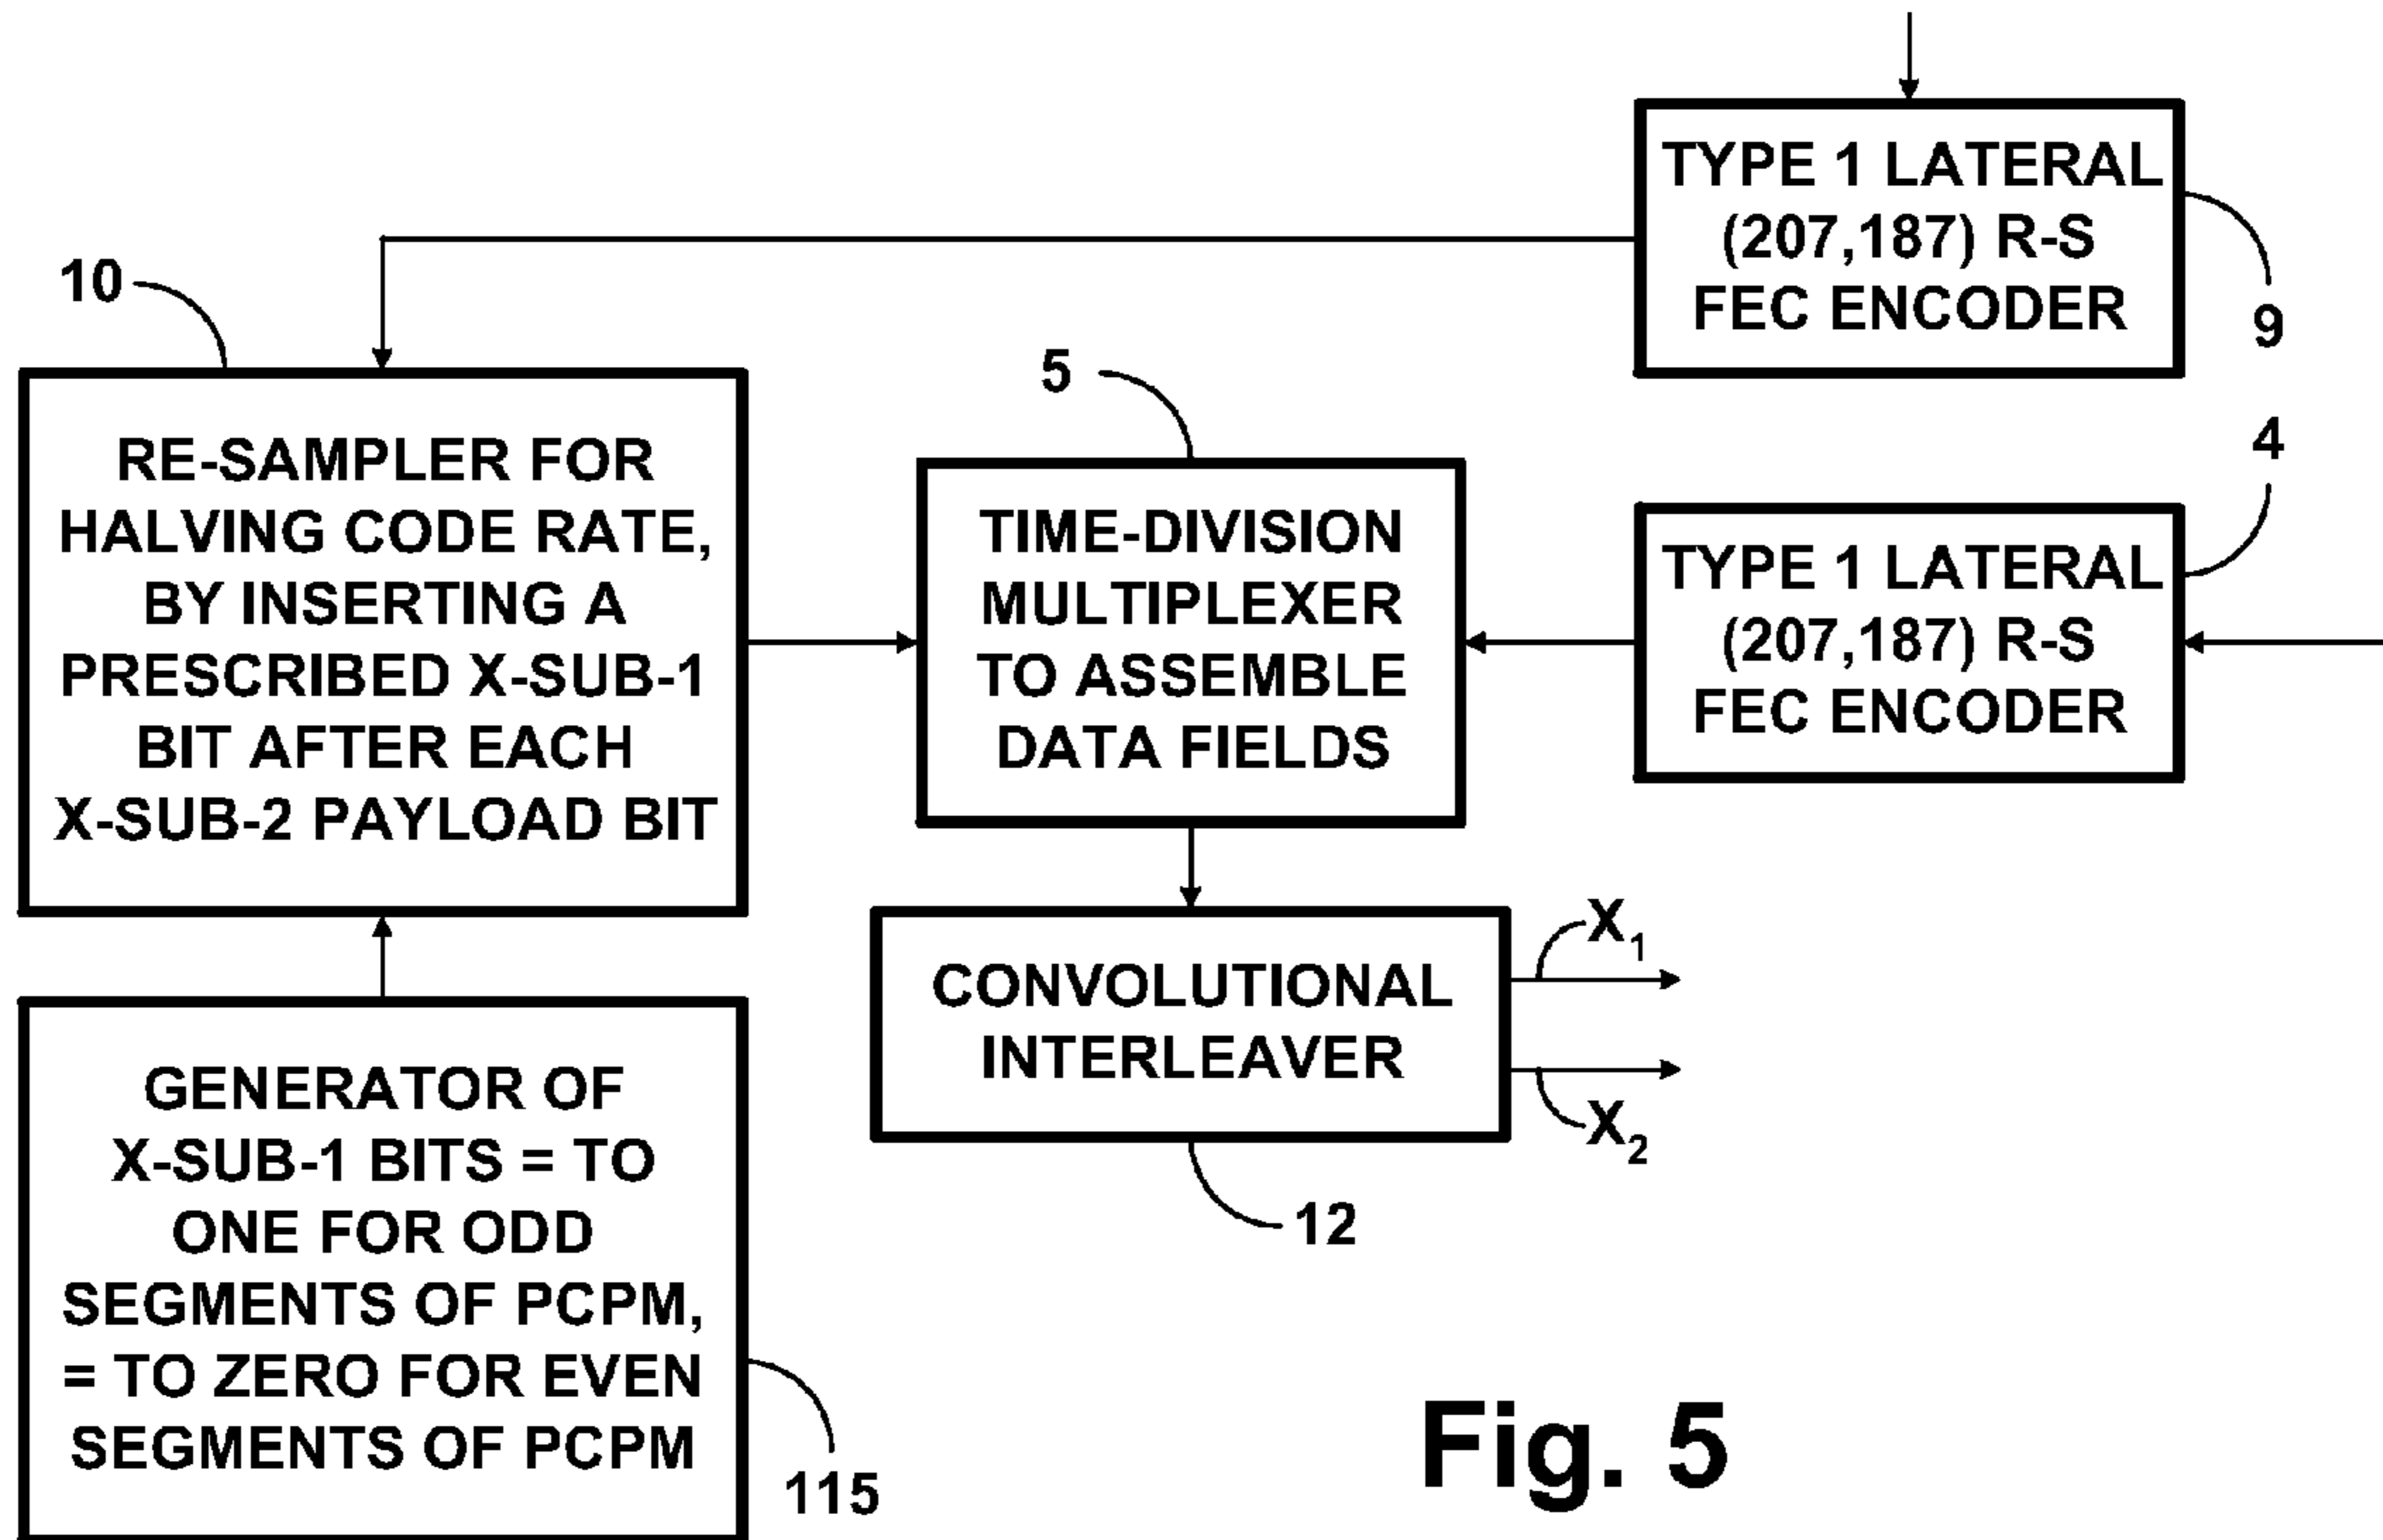 TYPE 1 LATERAL
(207,187) R-S
FEC ENCODER
9
10
RE-SAMPLER FOR
HALVING CODE RATE,
BY INSERTING A
PRESCRIBED X-SUB-1
BIT AFTER EACH
X-SUB-2 PAYLOAD BIT
5
TIME-DIVISION
MULTIPLEXER
TO ASSEMBLE
DATA FIELDS
4
TYPE 1 LATERAL
(207,187) R-S
FEC ENCODER
CONVOLUTIONAL
INTERLEAVER
X1
X2
12
GENERATOR OF
X-SUB-1 BITS = TO
ONE FOR ODD
SEGMENTS OF PCPM,
= TO ZERO FOR EVEN
SEGMENTS OF PCPM
115
Fig. 5